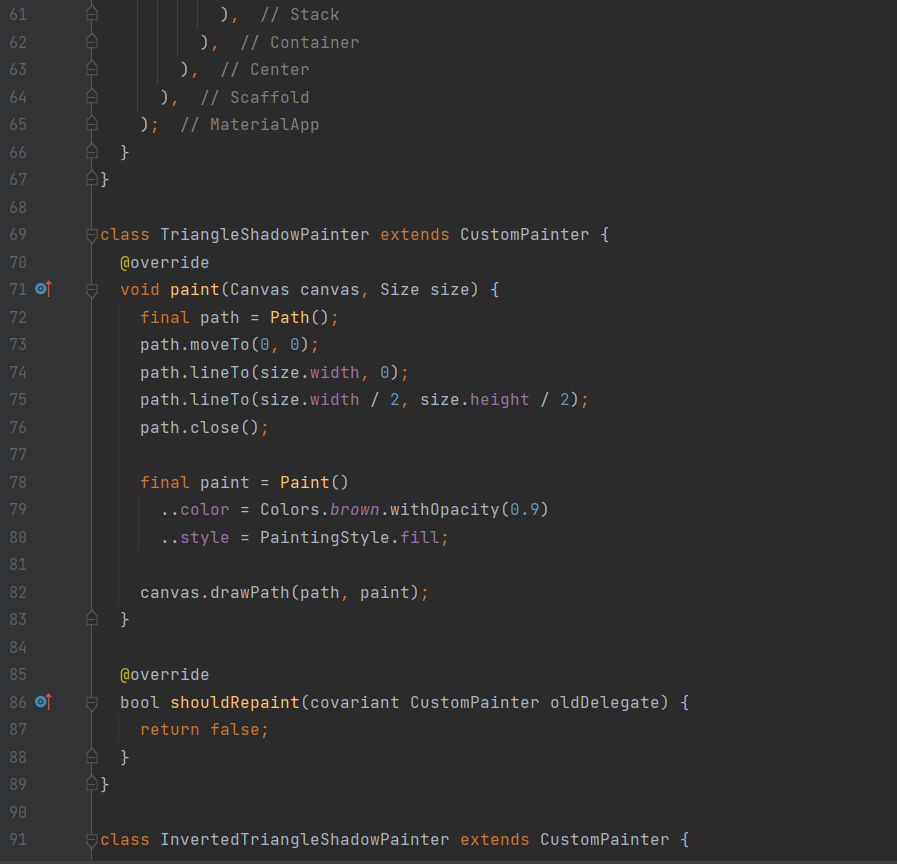 61 ), // Stack
62 ), // Container
63 ), // Center
64 ), // Scaffold
65 ); // MaterialApp
66 }
67 }
68
69 class TriangleShadowPainter extends CustomPainter {
70 @override
71 void paint(Canvas canvas, Size size) {
72 final path = Path();
73 path.moveTo(0, 0);
74 path.lineTo(size.width, 0);
75 path.lineTo(size.width / 2, size.height / 2);
76 path.close();
77
78 final paint = Paint()
79 ..color = Colors.brown.withOpacity(0.9)
80 ..style = PaintingStyle.fill;
81
82 canvas.drawPath(path, paint);
83 }
84
85 @override
86 bool shouldRepaint(covariant CustomPainter oldDelegate) {
87 return false;
88 }
89 }
90
91 class InvertedTriangleShadowPainter extends CustomPainter {